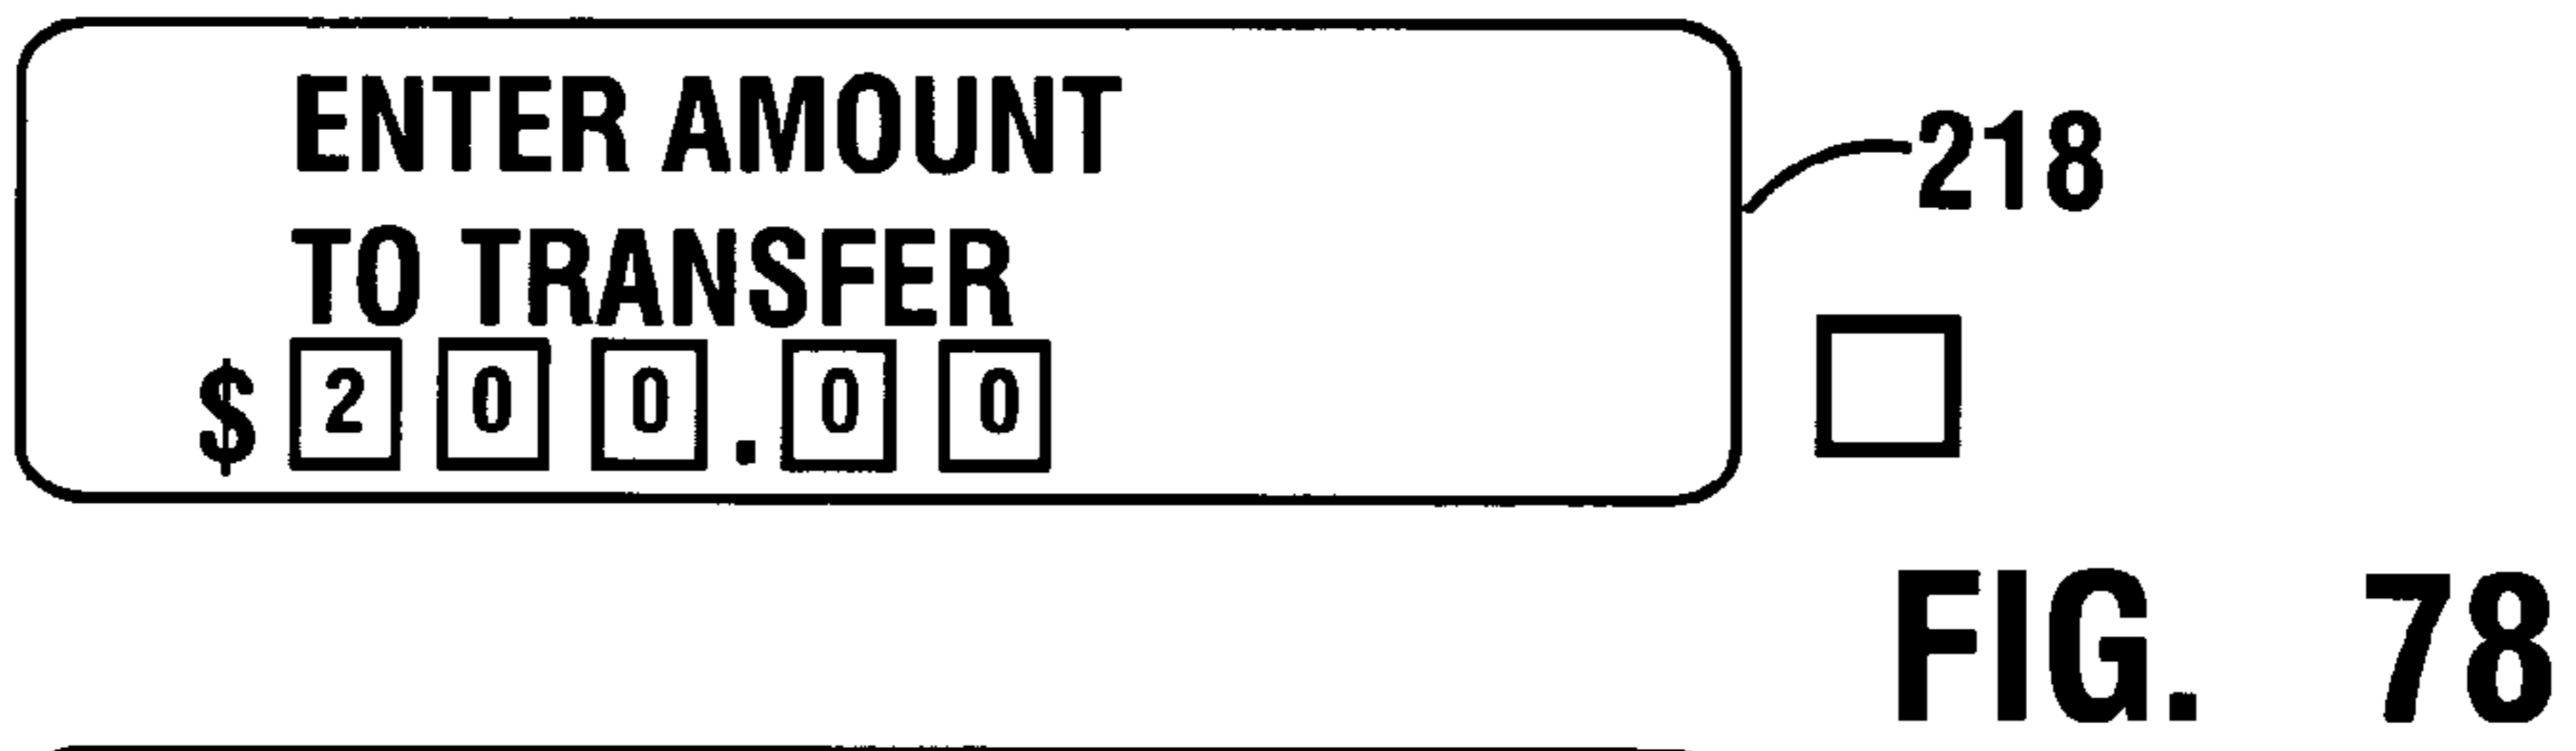 ENTER AMOUNT
218
TO TRANSFER
$ 2 0 0 . 0 0
FIG. 78